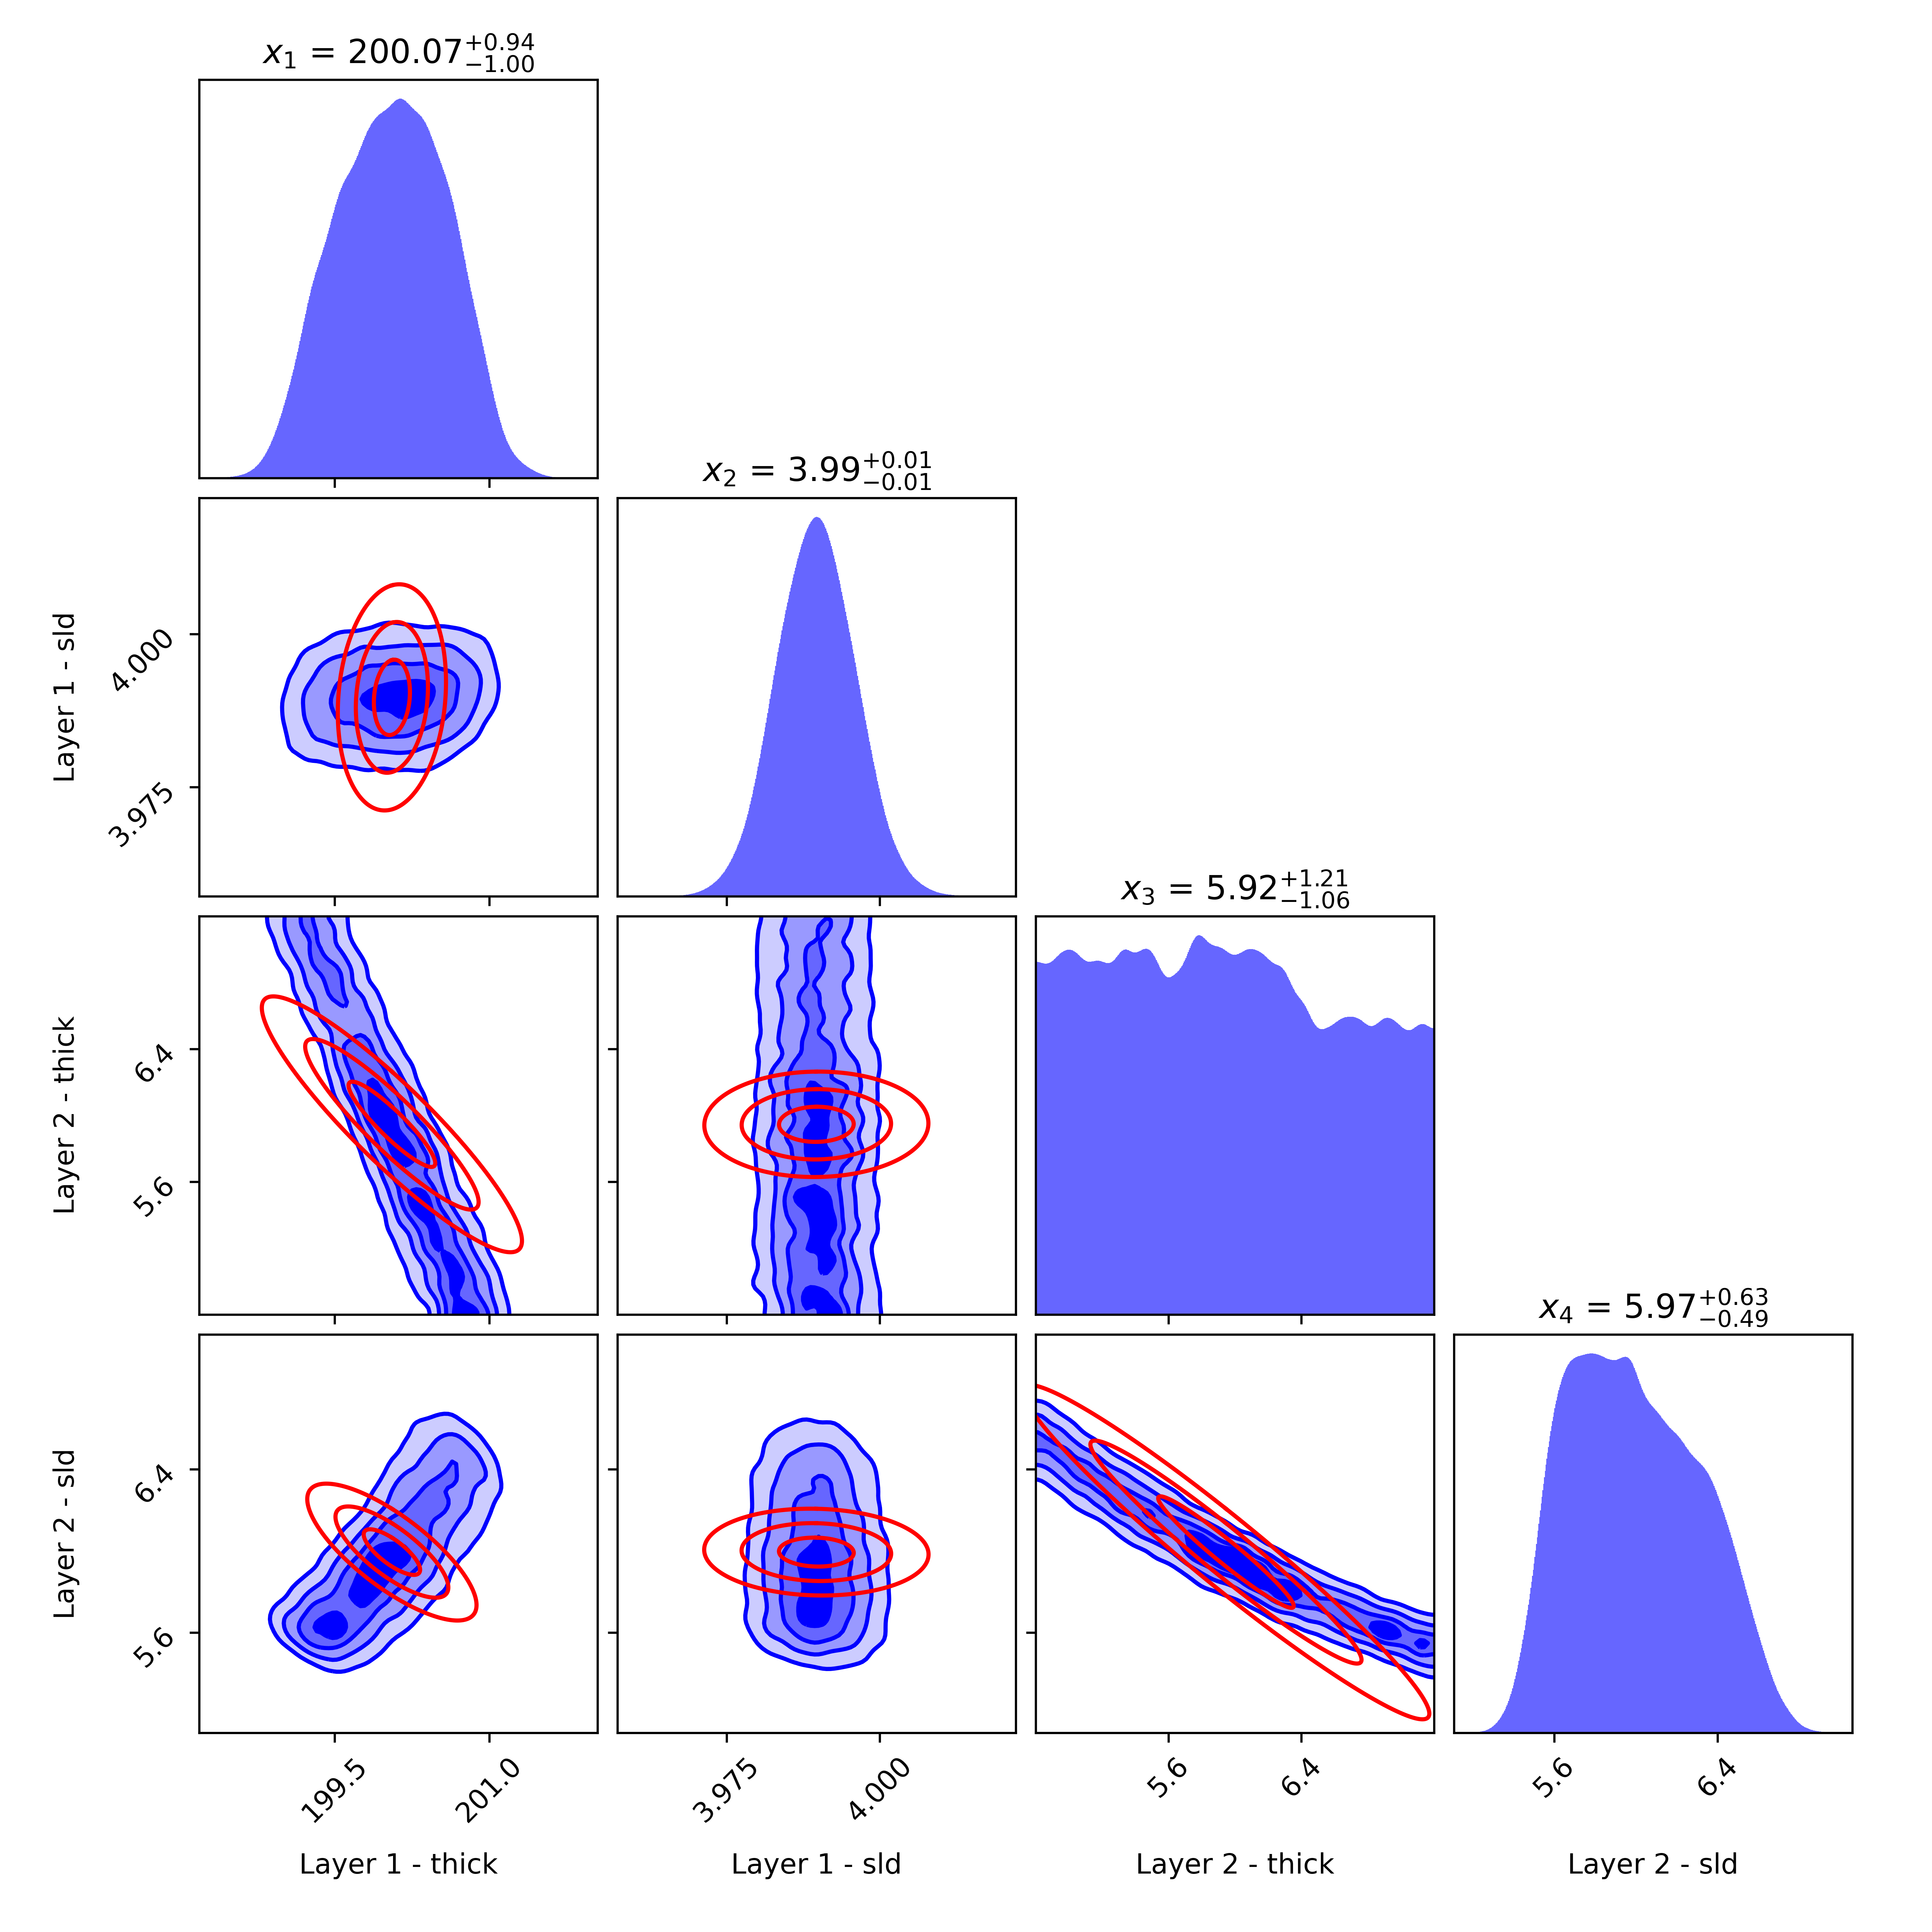 x₁ = 200.07 +0.94 −1.00
x₂ = 3.99 +0.01 −0.01
4.000
3.975
Layer 1 - sld
x₃ = 5.92 +1.21 −1.06
6.4
5.6
Layer 2 - thick
x₄ = 5.97 +0.63 −0.49
6.4
5.6
Layer 2 - sld
199.5 201.0 3.975 4.000 5.6 6.4 5.6 6.4
Layer 1 - thick Layer 1 - sld Layer 2 - thick Layer 2 - sld